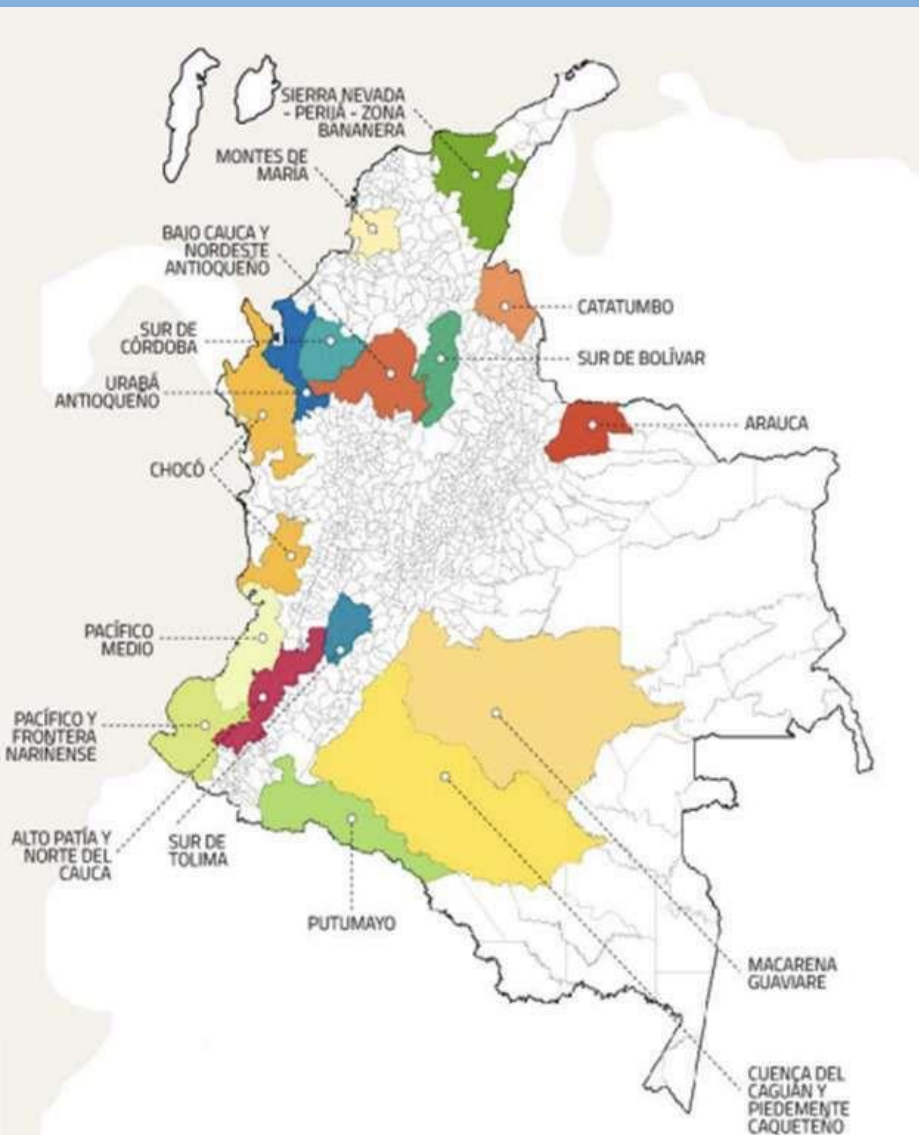 SIERRA NEVADA
- PERIJÁ - ZONA
BANANERA
MONTES DE
MARÍA
BAJO CAUCA Y
NORDESTE
ANTIOQUEÑO
CATATUMBO
SUR DE
CÓRDOBA
SUR DE BOLÍVAR
URABÁ
ANTIOQUEÑO
ARAUCA
CHOCÓ
PACÍFICO
MEDIO
PACÍFICO Y
FRONTERA
NARIÑENSE
ALTO PATÍA Y
NORTE DEL
CAUCA
SUR DE
TOLIMA
PUTUMAYO
MACARENA
GUAVIARE
CUENCA DEL
CAGUÁN Y
PIEDEMENTE
CAQUETEÑO